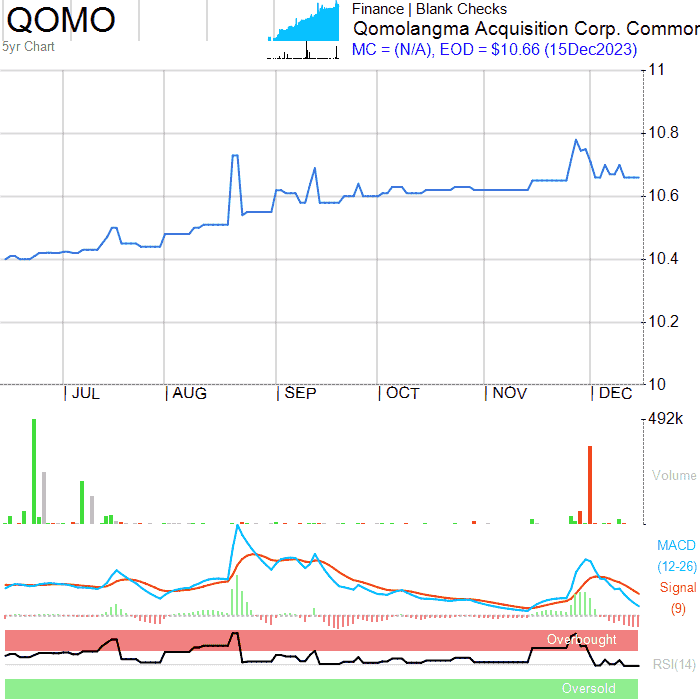 QOMO
5yr Chart
Finance | Blank Checks
Qomolangma Acquisition Corp. Common
MC = (N/A), EOD = $10.66 (15Dec2023)
11
10.8
10.6
10.4
10.2
10
| JUL | AUG | SEP | OCT | NOV | DEC
492k
Volume
MACD
(12-26)
Signal
(9)
Overbought
RSI(14)
Oversold